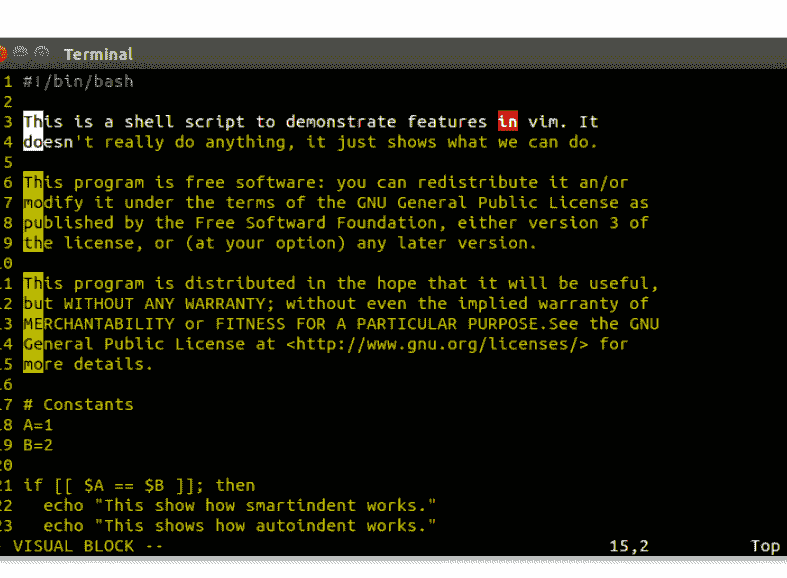 Terminal
1 #!/bin/bash
2
3 This is a shell script to demonstrate features in vim. It
4 doesn't really do anything, it just shows what we can do.
5
6 This program is free software: you can redistribute it an/or
7 modify it under the terms of the GNU General Public License as
8 published by the Free Softward Foundation, either version 3 of
9 the license, or (at your option) any later version.
10
11 This program is distributed in the hope that it will be useful,
12 but WITHOUT ANY WARRANTY; without even the implied warranty of
13 MERCHANTABILITY or FITNESS FOR A PARTICULAR PURPOSE.See the GNU
14 General Public License at <http://www.gnu.org/licenses/> for
15 more details.
16
17 # Constants
18 A=1
19 B=2
20
21 if [[ $A == $B ]]; then
22   echo "This show how smartindent works."
23   echo "This shows how autoindent works."
- VISUAL BLOCK -- 15,2 Top